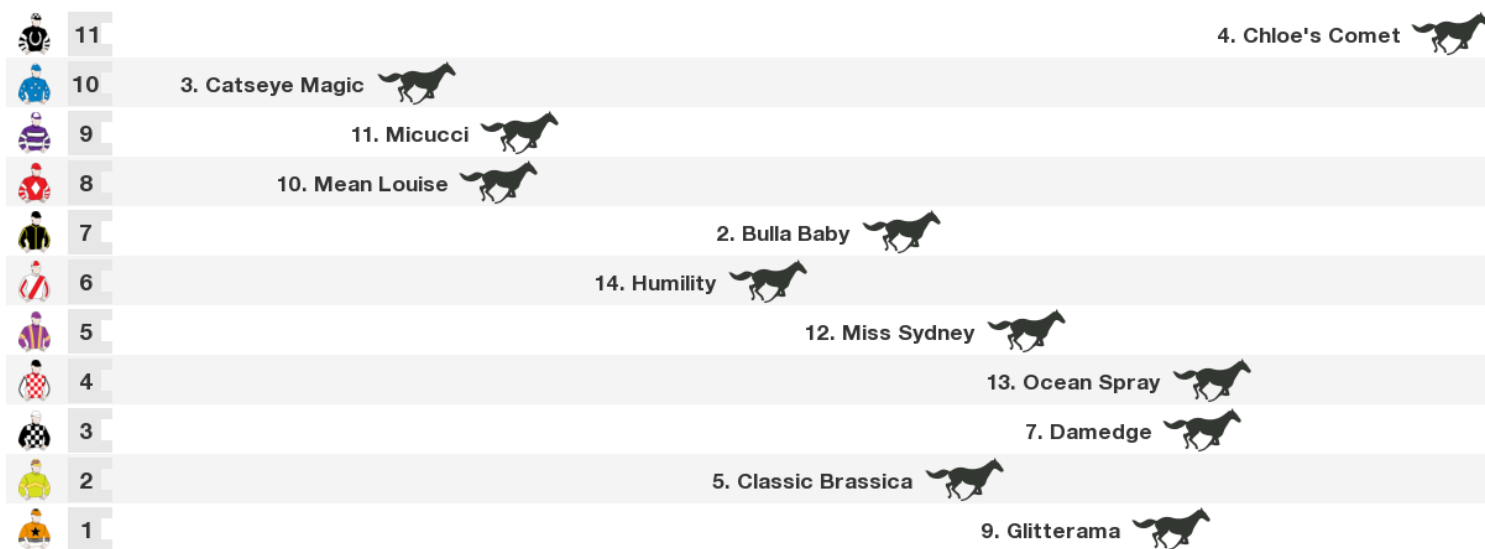 11 4. Chloe's Comet
10 3. Catseye Magic
9 11. Micucci
8 10. Mean Louise
7 2. Bulla Baby
6 14. Humility
5 12. Miss Sydney
4 13. Ocean Spray
3 7. Damedge
2 5. Classic Brassica
1 9. Glitterama